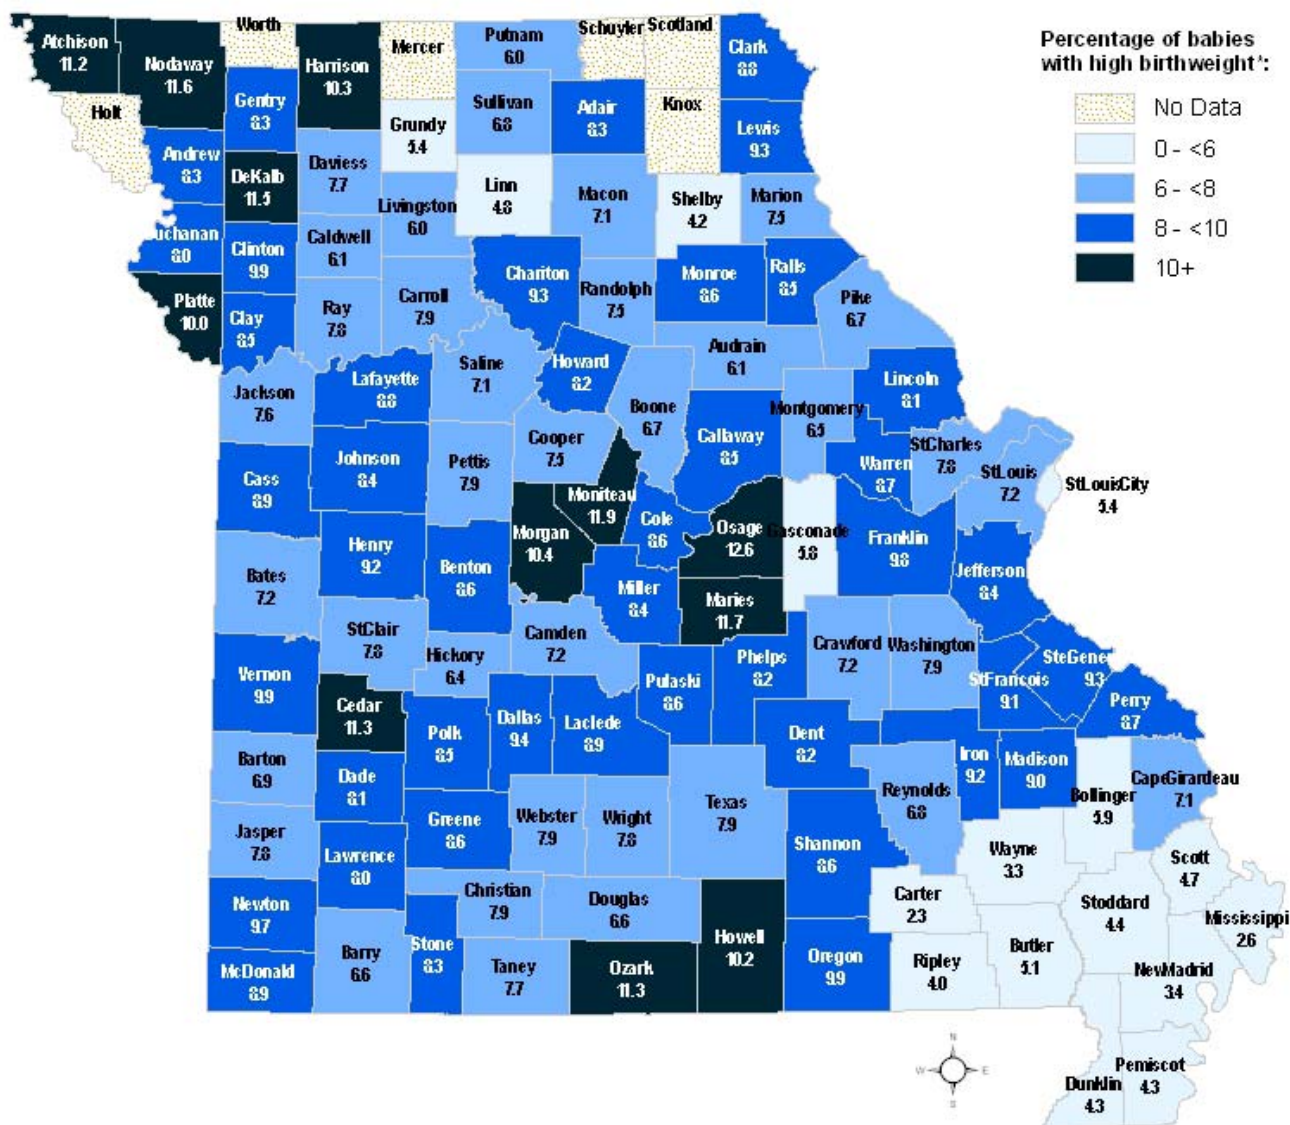 Percentage of babies
with high birthweight*:
No Data
0 - <6
6 - <8
8 - <10
10+
Atchison
11.2
Nodaway
11.6
Worth
Harrison
10.3
Mercer
Putnam
6.0
Schuyler
Scotland
Clark
8.8
Holt
Gentry
8.3
Grundy
5.4
Sullivan
6.8
Adair
8.3
Knox
Lewis
9.3
Andrew
8.3
DeKalb
11.5
Daviess
7.7
Livingston
6.0
Linn
4.8
Macon
7.1
Shelby
4.2
Marion
7.5
uchanan
8.0
Clinton
9.9
Caldwell
6.1
Chariton
9.3
Randolph
7.5
Monroe
8.6
Ralls
8.5
Platte
10.0
Clay
8.5
Ray
7.8
Carroll
7.9
Pike
6.7
Jackson
7.6
Lafayette
8.8
Saline
7.1
Howard
8.2
Boone
6.7
Audrain
6.1
Lincoln
8.1
Cass
8.9
Johnson
8.4
Pettis
7.9
Cooper
7.5
Callaway
8.5
Montgomery
6.5
Warren
8.7
StCharles
7.8
StLouis
7.2
StLouisCity
5.4
Moniteau
11.9
Morgan
10.4
Cole
8.6
Osage
12.6
Gasconade
5.8
Franklin
9.8
Jefferson
8.4
Bates
7.2
Henry
9.2
Benton
8.6
Miller
8.4
Maries
11.7
StClair
7.8
Hickory
6.4
Camden
7.2
Pulaski
8.6
Phelps
8.2
Crawford
7.2
Washington
7.9
StFrancois
9.1
SteGenev
9.3
Perry
8.7
Vernon
9.9
Cedar
11.3
Polk
8.5
Dallas
9.4
Laclede
8.9
Dent
8.2
Iron
9.2
Madison
9.0
Bollinger
5.9
CapeGirardeau
7.1
Barton
6.9
Dade
8.1
Greene
8.6
Webster
7.9
Wright
7.8
Texas
7.9
Reynolds
6.8
Jasper
7.8
Lawrence
8.0
Shannon
8.6
Wayne
3.3
Scott
4.7
Newton
9.7
Christian
7.9
Douglas
6.6
Howell
10.2
Carter
2.3
Stoddard
4.4
Mississippi
2.6
McDonald
8.9
Barry
6.6
Stone
8.3
Taney
7.7
Ozark
11.3
Oregon
9.9
Ripley
4.0
Butler
5.1
NewMadrid
3.4
Dunklin
4.3
Pemiscot
4.3
N
W
E
S